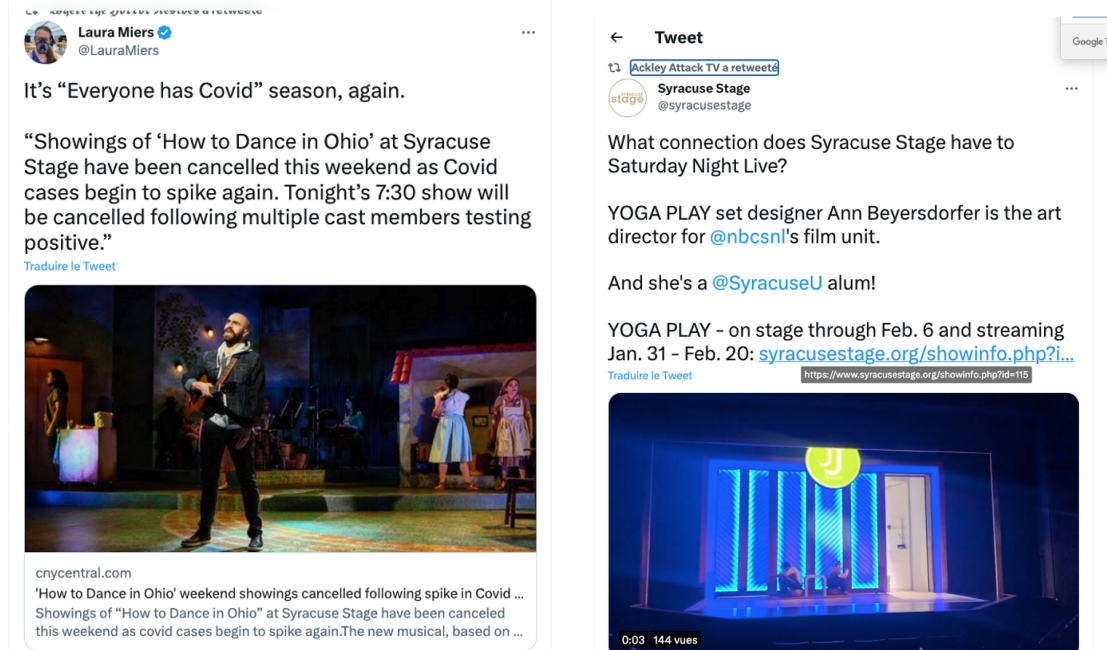 Laura Miers
@LauraMiers
It’s “Everyone has Covid” season, again.
“Showings of ‘How to Dance in Ohio’ at Syracuse
Stage have been cancelled this weekend as Covid
cases begin to spike again. Tonight’s 7:30 show will
be cancelled following multiple cast members testing
positive.”
Traduire le Tweet
cnycentral.com
'How to Dance in Ohio' weekend showings cancelled following spike in Covid ...
Showings of “How to Dance in Ohio” at Syracuse Stage have been canceled
this weekend as covid cases begin to spike again.The new musical, based on ...
Tweet
Google T
Ackley Attack TV a retweeté
SYRACUSE
stage
Syracuse Stage
@syracusestage
What connection does Syracuse Stage have to
Saturday Night Live?
YOGA PLAY set designer Ann Beyersdorfer is the art
director for @nbcsnl's film unit.
And she's a @SyracuseU alum!
YOGA PLAY - on stage through Feb. 6 and streaming
Jan. 31 - Feb. 20: syracusestage.org/showinfo.php?i...
Traduire le Tweet
https://www.syracusestage.org/showinfo.php?id=115
JJ
0:03 144 vues